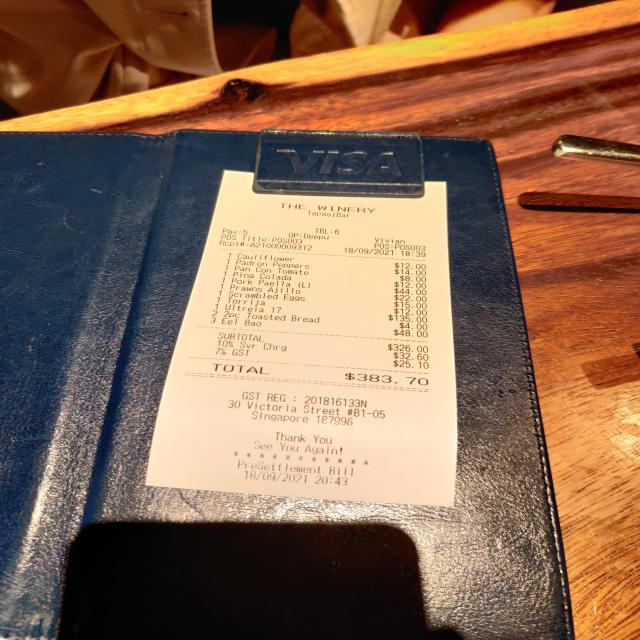 VISA
THE WINERY
Tapas|Bar
TBL:6
Pax:5 OP:Deepu Vivian
POS Title:POS003 POS:POS003
Rcpt#:A21000009312 18/09/2021 18:39
1 Cauliflower $12.00
1 Padron Peppers $14.00
1 Pan Con Tomato $8.00
1 Pina Colada $12.00
1 Pork Paella (L) $44.00
1 Prawns Ajillo $22.00
1 Scrambled Eggs $15.00
1 Torrija $12.00
1 Ultreia 17 $135.00
2 2pc Toasted Bread $4.00
3 Eel Bao $48.00
SUBTOTAL $326.00
10% Svr Chrg $32.60
7% GST $25.10
TOTAL $383.70
GST REG : 201816133N
30 Victoria Street #B1-05
Singapore 187996
Thank You
See You Again!
* * * * * * * * * * *
PreSettlement Bill
18/09/2021 20:43